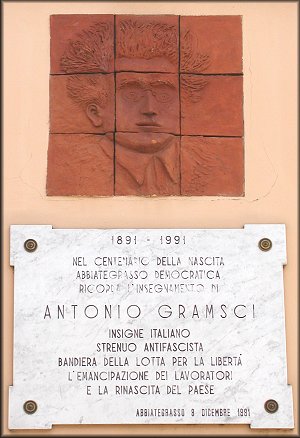 1891 - 1991
NEL CENTENARIO DELLA NASCITA
ABBIATEGRASSO DEMOCRATICA
RICORDA L'INSEGNAMENTO DI
ANTONIO GRAMSCI
INSIGNE ITALIANO
STRENUO ANTIFASCISTA
BANDIERA DELLA LOTTA PER LA LIBERTÀ
L'EMANCIPAZIONE DEI LAVORATORI
E LA RINASCITA DEL PAESE
ABBIATEGRASSO 8 DICEMBRE 1991